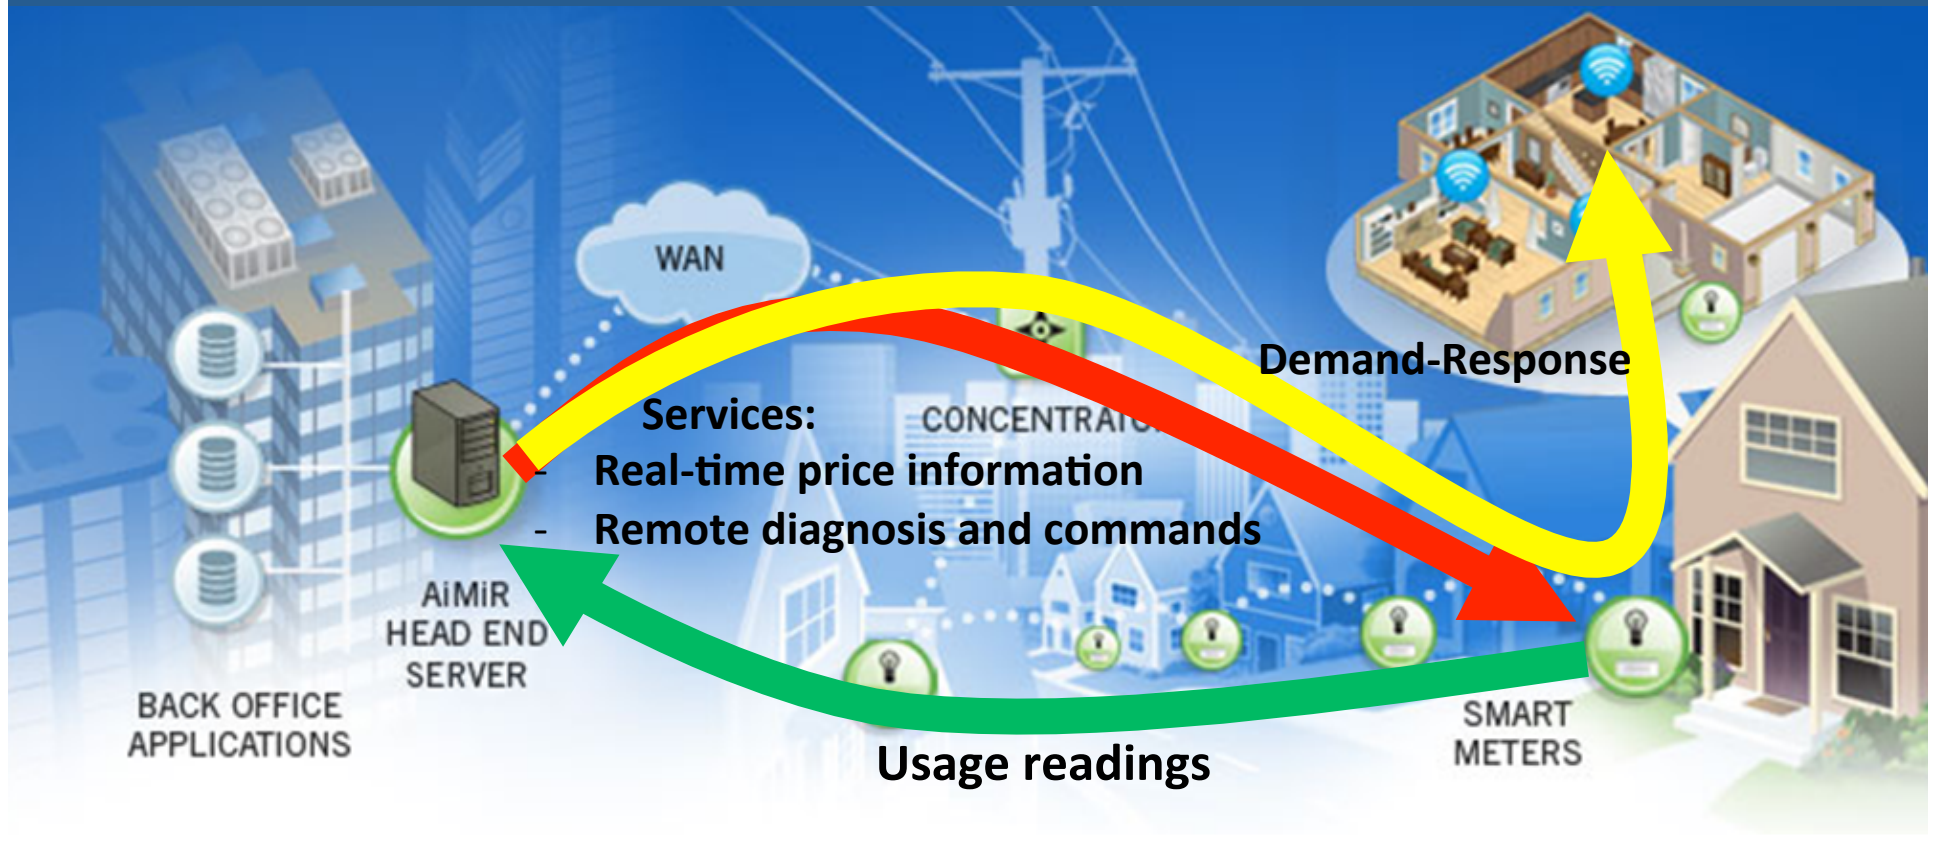 WAN
Demand-Response
CONCENTRATO
Services:
- Real-time price information
- Remote diagnosis and commands
AiMiR
HEAD END
SERVER
BACK OFFICE
APPLICATIONS
SMART
METERS
Usage readings